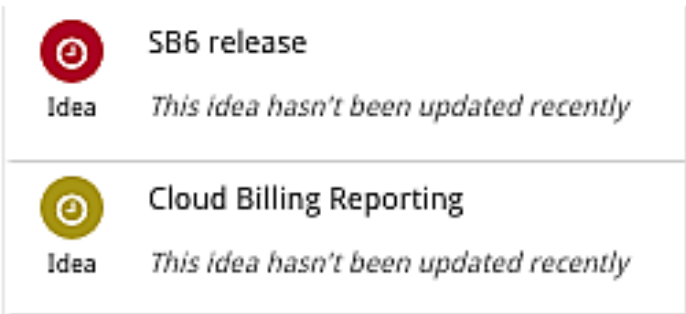 SB6 release
Idea
This idea hasn't been updated recently
Cloud Billing Reporting
Idea
This idea hasn't been updated recently